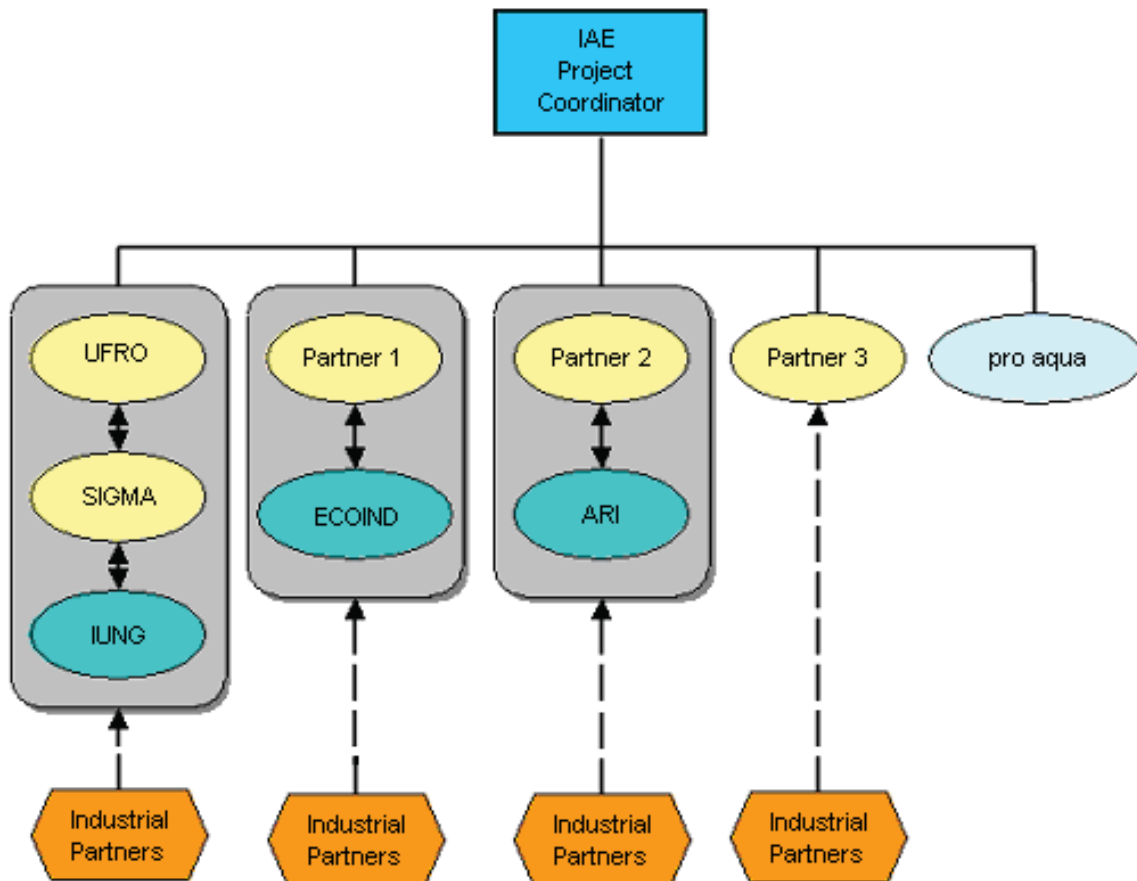 IAE
Project
Coordinator
UFRO
Partner 1
Partner 2
Partner 3
pro aqua
SIGMA
ECOIND
ARI
IUNG
Industrial
Partners
Industrial
Partners
Industrial
Partners
Industrial
Partners